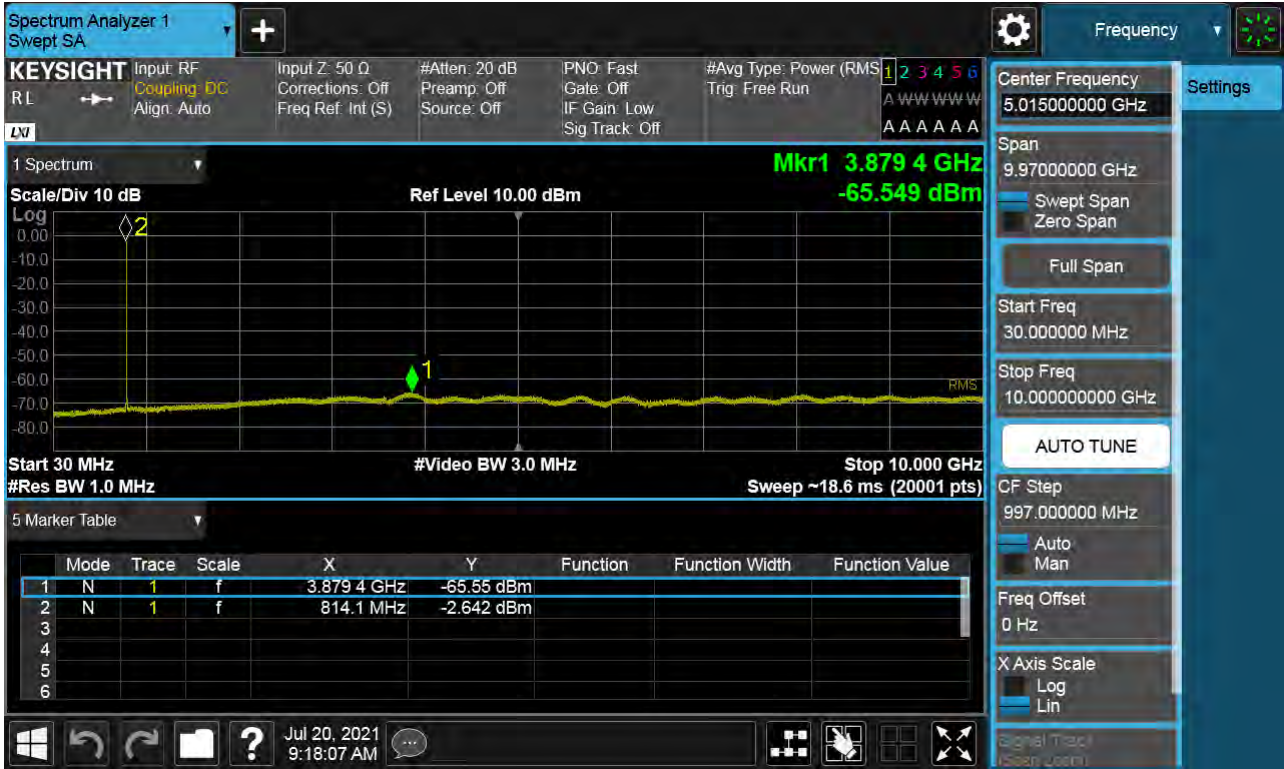 Spectrum Analyzer 1
Swept SA
+
Frequency
KEYSIGHT
RL
LXI
Input: RF
Coupling: DC
Align: Auto
Input Z: 50 Ω
Corrections: Off
Freq Ref: Int (S)
#Atten: 20 dB
Preamp: Off
Source: Off
PNO: Fast
Gate: Off
IF Gain: Low
Sig Track: Off
#Avg Type: Power (RMS
Trig: Free Run
1 2 3 4 5 6
A W W W W W
A A A A A A
1 Spectrum
Mkr1 3.879 4 GHz
-65.549 dBm
Scale/Div 10 dB
Ref Level 10.00 dBm
Log
0.00
-10.0
-20.0
-30.0
-40.0
-50.0
-60.0
-70.0
-80.0
2
1
RMS
Start 30 MHz
#Video BW 3.0 MHz
Stop 10.000 GHz
#Res BW 1.0 MHz
Sweep ~18.6 ms (20001 pts)
5 Marker Table
Mode Trace Scale X Y Function Function Width Function Value
1 N 1 f 3.879 4 GHz -65.55 dBm
2 N 1 f 814.1 MHz -2.642 dBm
3
4
5
6
Jul 20, 2021
9:18:07 AM
Center Frequency
5.015000000 GHz
Settings
Span
9.97000000 GHz
Swept Span
Zero Span
Full Span
Start Freq
30.000000 MHz
Stop Freq
10.000000000 GHz
AUTO TUNE
CF Step
997.000000 MHz
Auto
Man
Freq Offset
0 Hz
X Axis Scale
Log
Lin
Signal Track
(Span Zoom)